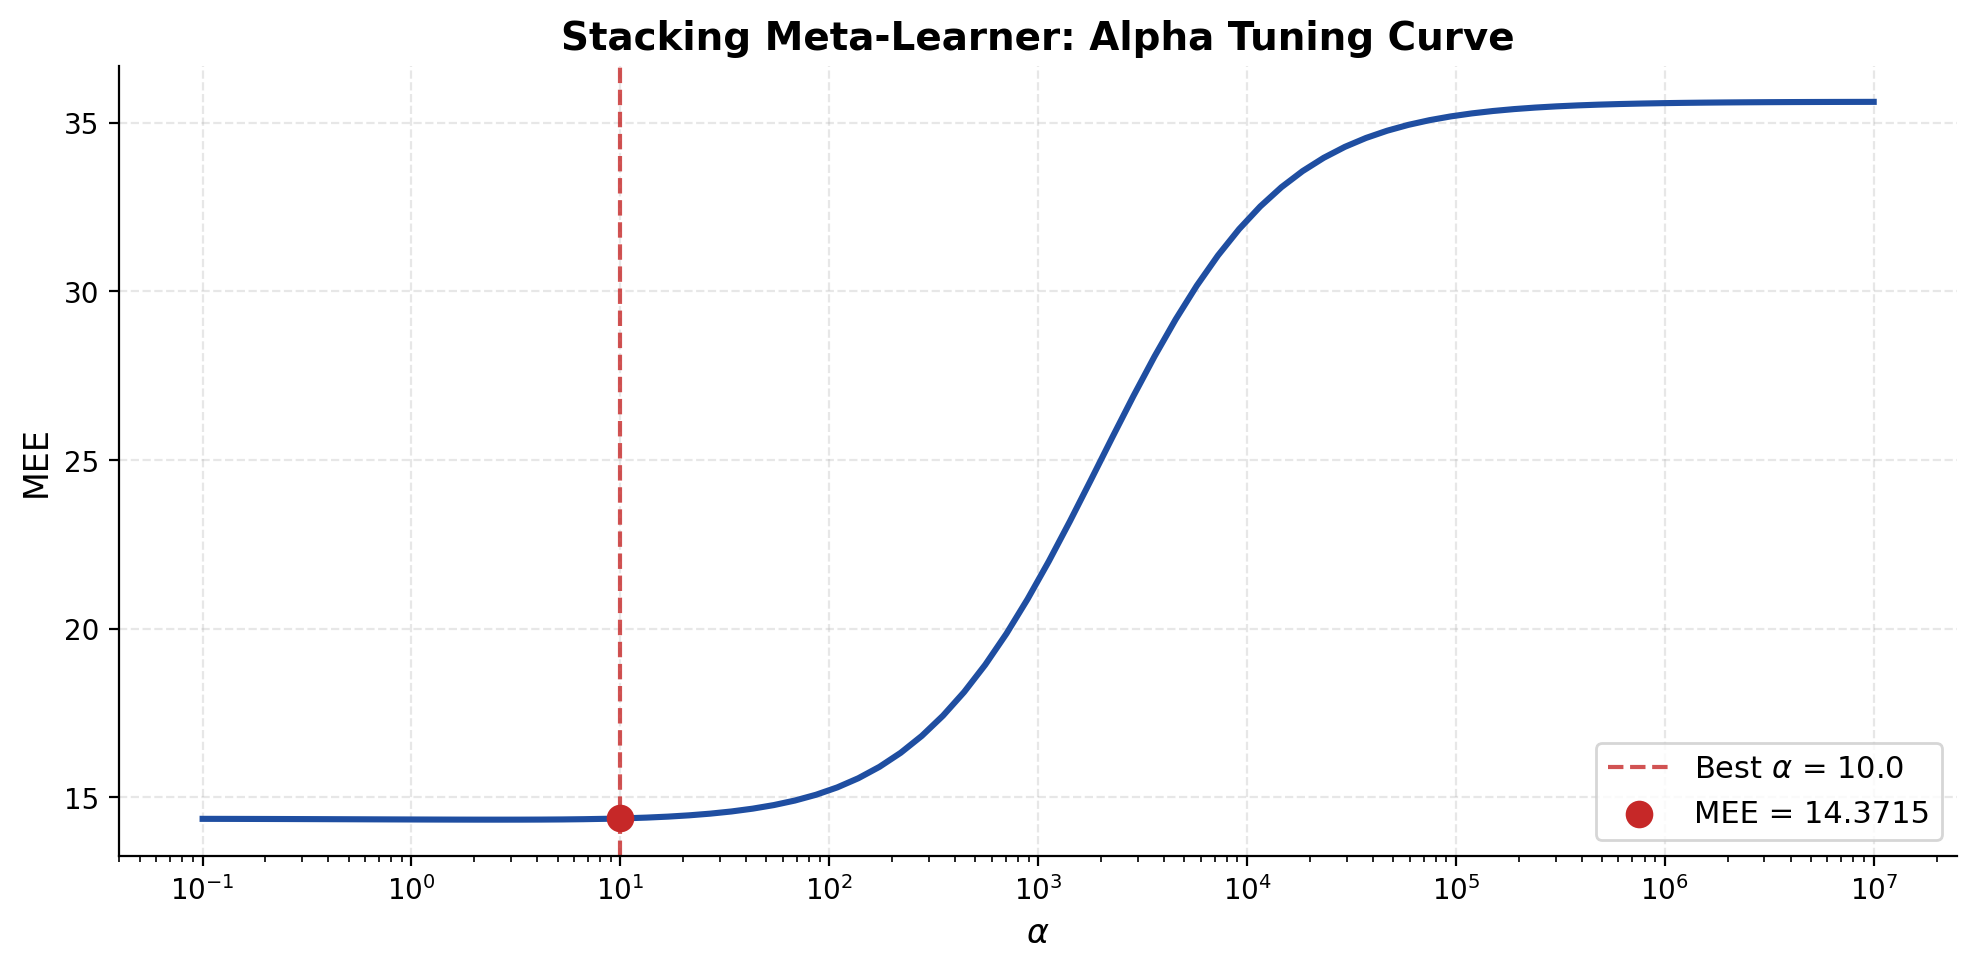 Stacking Meta-Learner: Alpha Tuning Curve
MEE
35
30
25
20
15
10⁻¹ 10⁰ 10¹ 10² 10³ 10⁴ 10⁵ 10⁶ 10⁷
α
Best α = 10.0
MEE = 14.3715